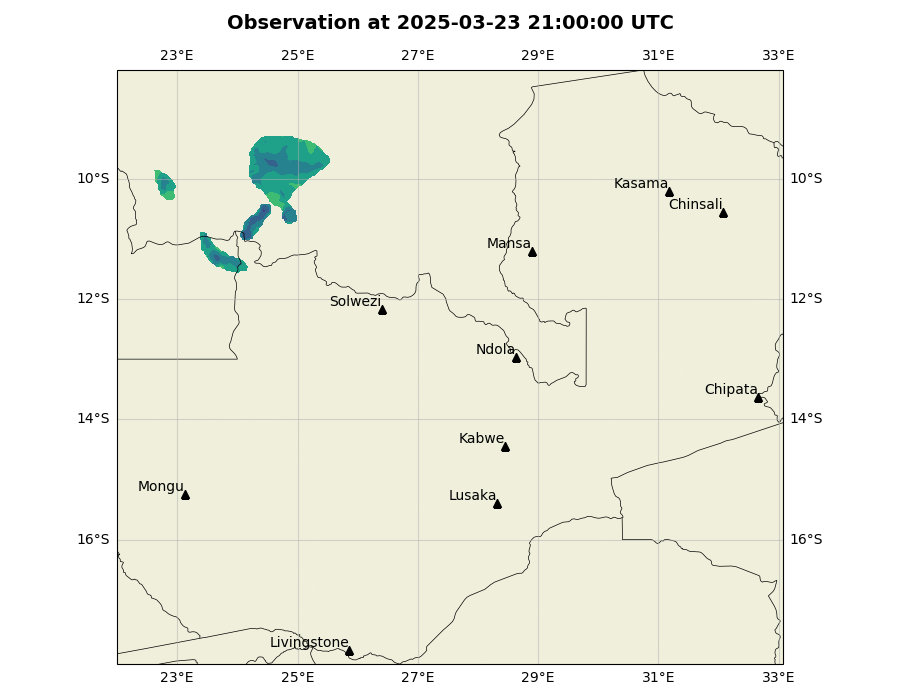 Observation at 2025-03-23 21:00:00 UTC
23°E 25°E 27°E 29°E 31°E 33°E
10°S 10°S
Kasama
Chinsali
Mansa
12°S 12°S
Solwezi
Ndola
Chipata
14°S 14°S
Kabwe
Mongu
Lusaka
16°S 16°S
Livingstone
23°E 25°E 27°E 29°E 31°E 33°E